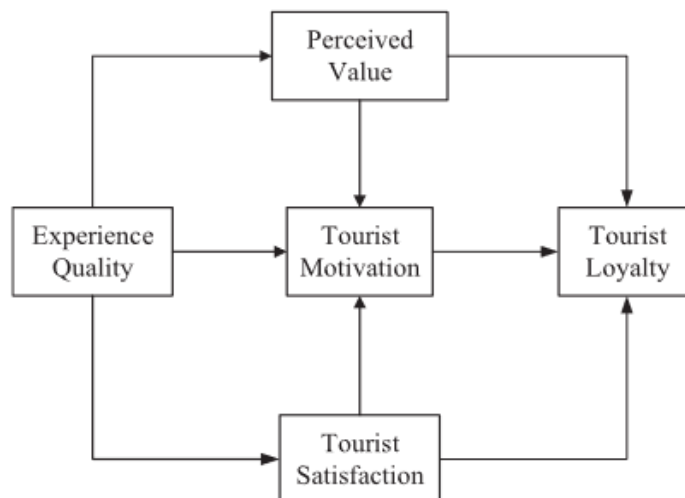 Perceived
Value
Experience
Quality
Tourist
Motivation
Tourist
Loyalty
Tourist
Satisfaction